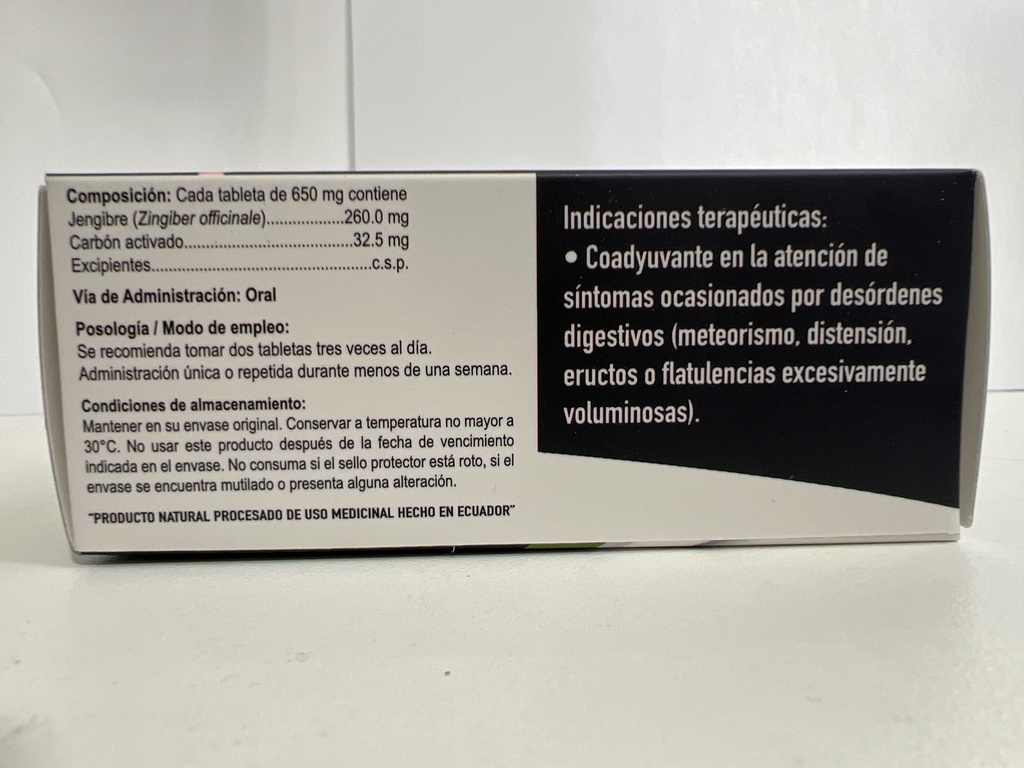 Composición: Cada tableta de 650 mg contiene
Jengibre (Zingiber officinale)..................260.0 mg
Carbón activado....................................32.5 mg
Excipientes...............................................c.s.p.
Vía de Administración: Oral
Posología / Modo de empleo:
Se recomienda tomar dos tabletas tres veces al día.
Administración única o repetida durante menos de una semana.
Condiciones de almacenamiento:
Mantener en su envase original. Conservar a temperatura no mayor a
30°C. No usar este producto después de la fecha de vencimiento
indicada en el envase. No consuma si el sello protector está roto, si el
envase se encuentra mutilado o presenta alguna alteración.
"PRODUCTO NATURAL PROCESADO DE USO MEDICINAL HECHO EN ECUADOR"
Indicaciones terapéuticas:
• Coadyuvante en la atención de
síntomas ocasionados por desórdenes
digestivos (meteorismo, distensión,
eructos o flatulencias excesivamente
voluminosas).